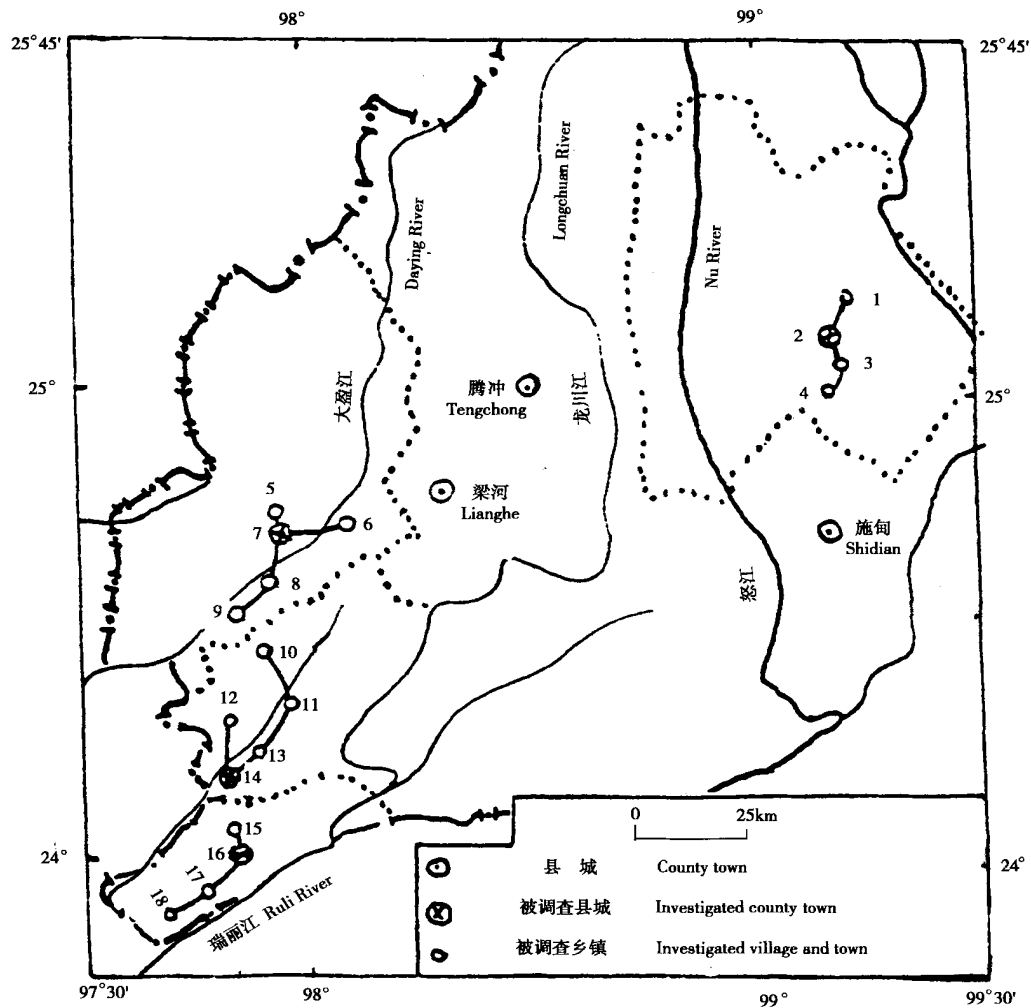 98°
99°
25°45'
25°45'
Daying River
Longchuan River
Nu River
1
2
3
4
25°
25°
腾冲
Tengchong
大盈江
龙川江
梁河
Lianghe
5
6
7
8
9
施甸
Shidian
怒江
10
11
12
13
14
15
16
17
18
24°
24°
瑞丽江 Ruli River
0 25km
县 城 County town
被调查县城 Investigated county town
被调查乡镇 Investigated village and town
97°30'
98°
99°
99°30'